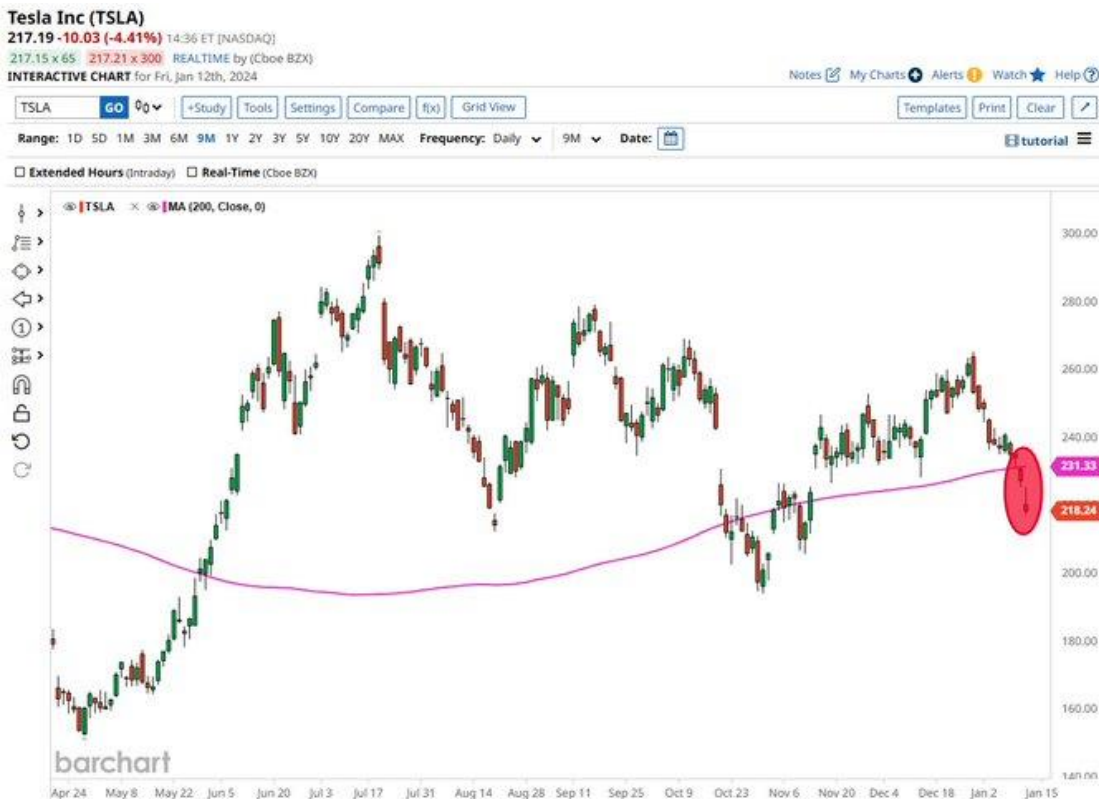 Tesla Inc (TSLA)
217.19 -10.03 (-4.41%) 14:36 ET [NASDAQ]
217.15 x 65 217.21 x 300 REALTIME by (Cboe BZX)
INTERACTIVE CHART for Fri, Jan 12th, 2024
Notes My Charts Alerts Watch Help
TSLA GO +Study Tools Settings Compare f(x) Grid View Templates Print Clear
Range: 1D 5D 1M 3M 6M 9M 1Y 2Y 3Y 5Y 10Y 20Y MAX Frequency: Daily 9M Date: tutorial
Extended Hours (Intraday) Real-Time (Cboe BZX)
TSLA MA (200, Close, 0)
300.00
280.00
260.00
240.00
231.33
218.24
200.00
180.00
160.00
140.00
barchart
Apr 24 May 8 May 22 Jun 5 Jun 20 Jul 3 Jul 17 Jul 31 Aug 14 Aug 28 Sep 11 Sep 25 Oct 9 Oct 23 Nov 6 Nov 20 Dec 4 Dec 18 Jan 2 Jan 15